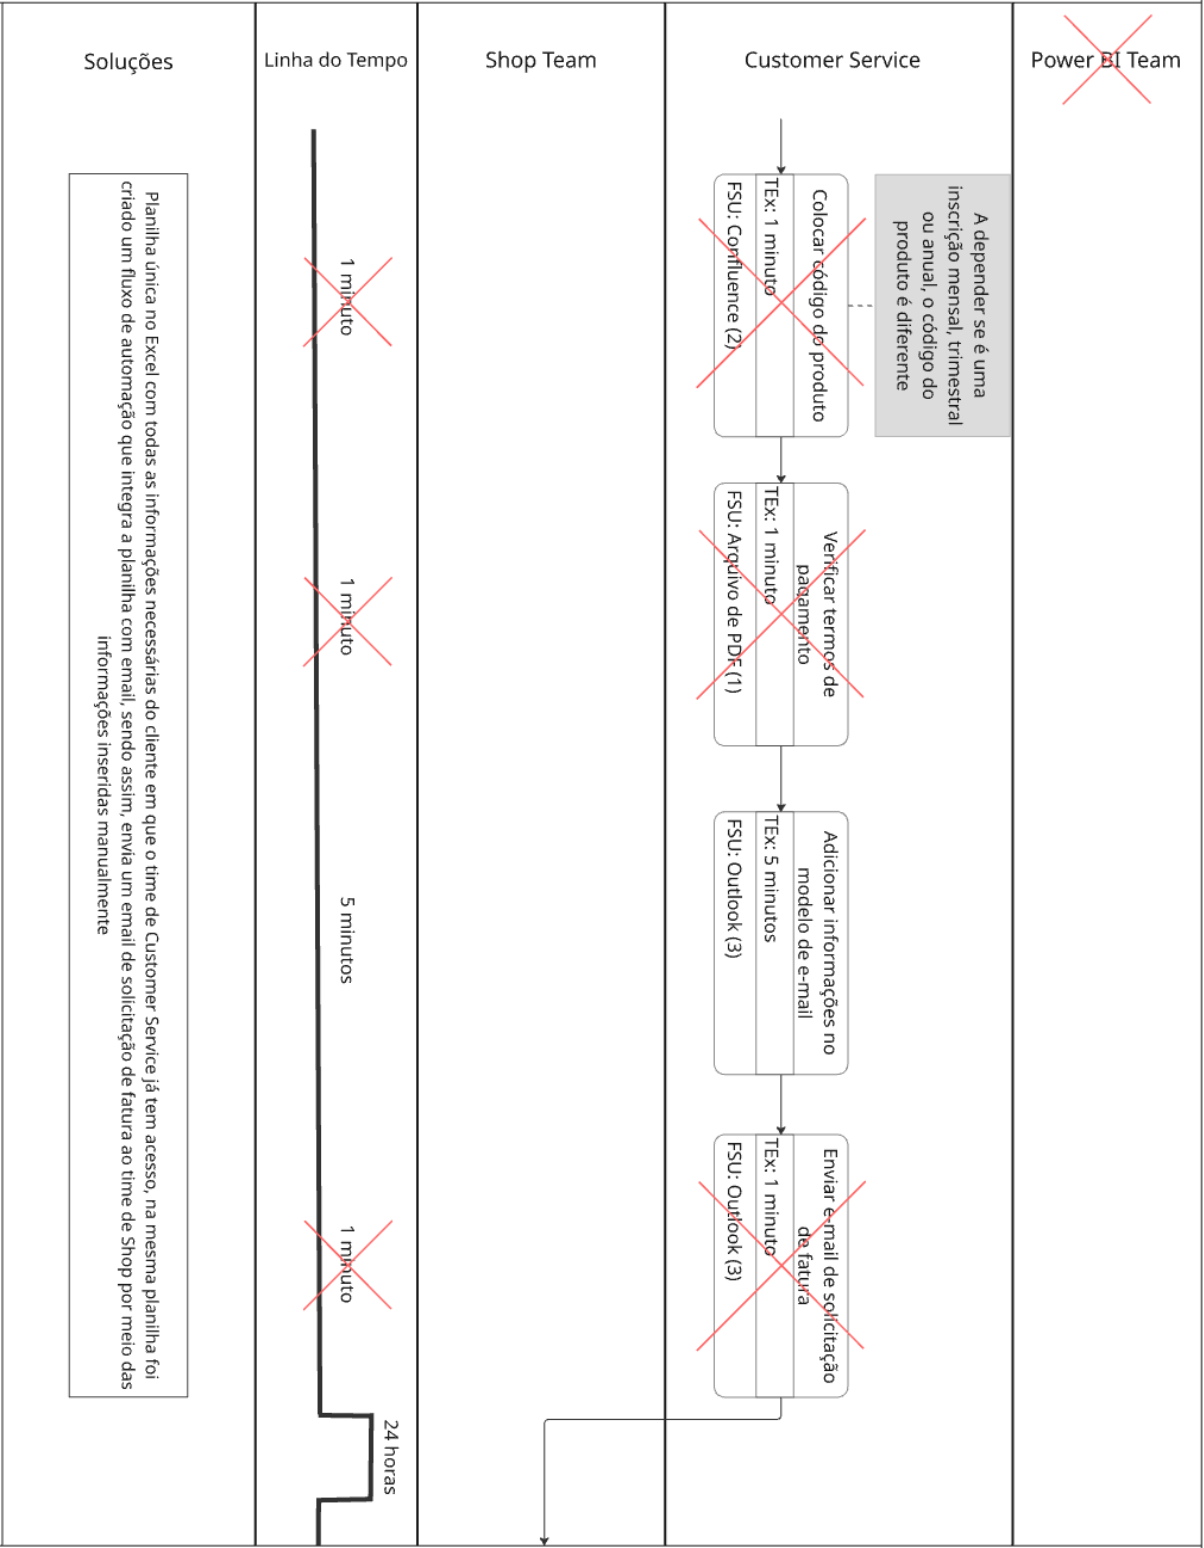 Soluções
Linha do Tempo
Shop Team
Customer Service
Power BI Team
A depender se é uma
inscrição mensal, trimestral
ou anual, o código do
produto é diferente
Colocar código do produto
TEx: 1 minuto
FSU: Confluence (2)
Verificar termos de
pagamento
TEx: 1 minuto
FSU: Arquivo de PDF (1)
Adicionar informações no
modelo de e-mail
TEx: 5 minutos
FSU: Outlook (3)
Enviar e-mail de solicitação
de fatura
TEx: 1 minuto
FSU: Outlook (3)
1 minuto
1 minuto
5 minutos
1 minuto
24 horas
Planilha única no Excel com todas as informações necessárias do cliente em que o time de Customer Service já tem acesso, na mesma planilha foi
criado um fluxo de automação que integra a planilha com email, sendo assim, envia um email de solicitação de fatura ao time de Shop por meio das
informações inseridas manualmente